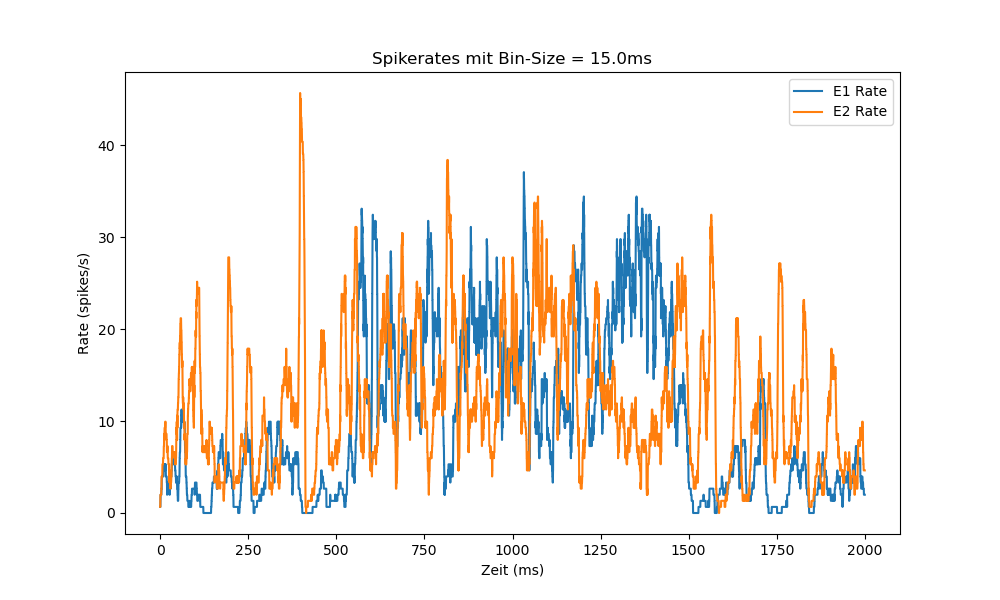 Spikerates mit Bin-Size = 15.0ms
E1 Rate
E2 Rate
Rate (spikes/s)
40
30
20
10
0
0 250 500 750 1000 1250 1500 1750 2000
Zeit (ms)